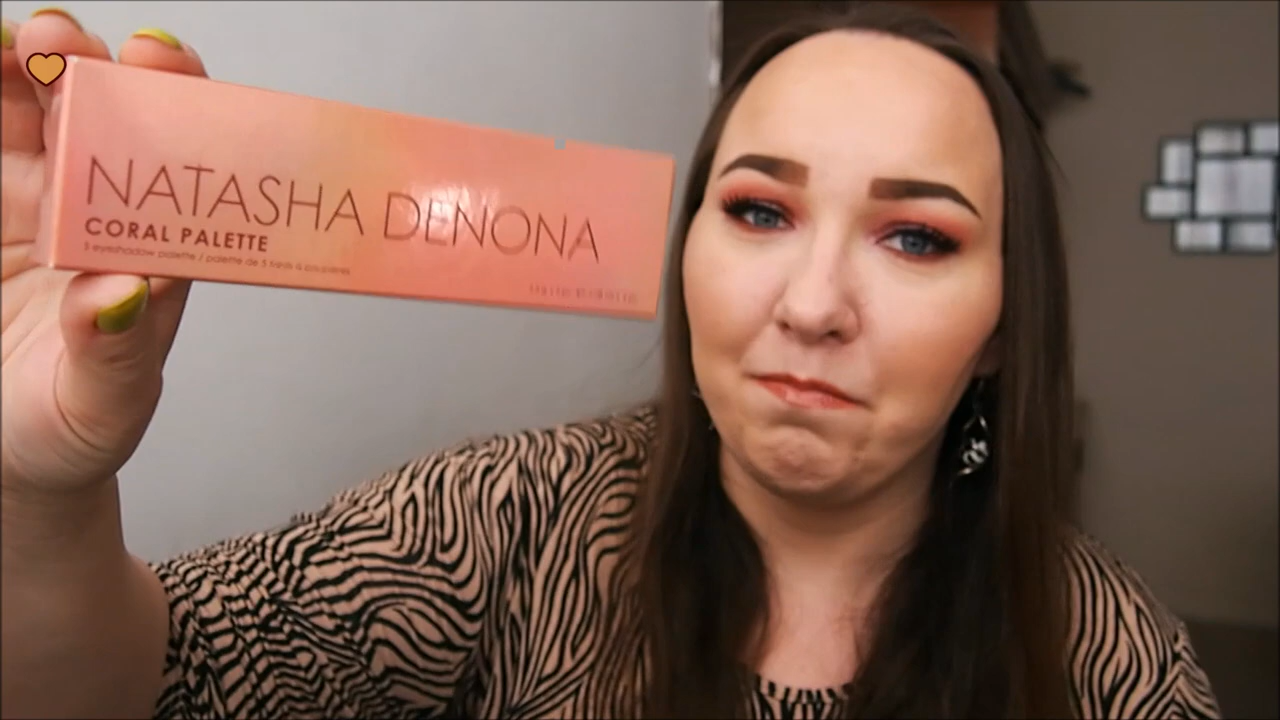 NATASHA DENONA
CORAL PALETTE
5 eyeshadow palette / palette de 5 fards à paupières